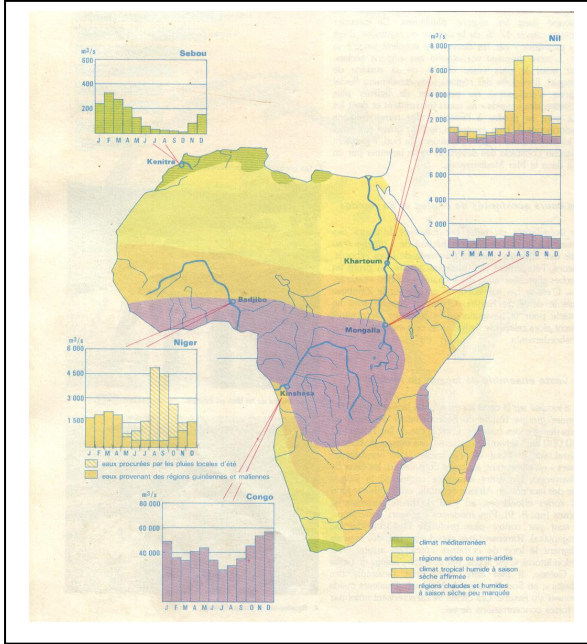 m³/s
Sebou
600
400
200
J F M A M J J A S O N D
Kenitra
m³/s
Nil
8 000
6 000
4 000
2 000
J F M A M J J A S O N D
6 000
4 000
2 000
J F M A M J J A S O N D
Khartoum
Badjibo
Mongalla
Kinshasa
m³/s
Niger
6 000
4 500
3 000
1 500
J F M A M J J A S O N D
eaux procurées par les pluies locales d'été
eaux provenant des régions guinéennes et maliennes
m³/s
Congo
80 000
60 000
40 000
J F M A M J J A S O N D
climat méditerranéen
régions arides ou semi-arides
climat tropical humide à saison
sèche affirmée
régions chaudes et humides
à saison sèche peu marquée